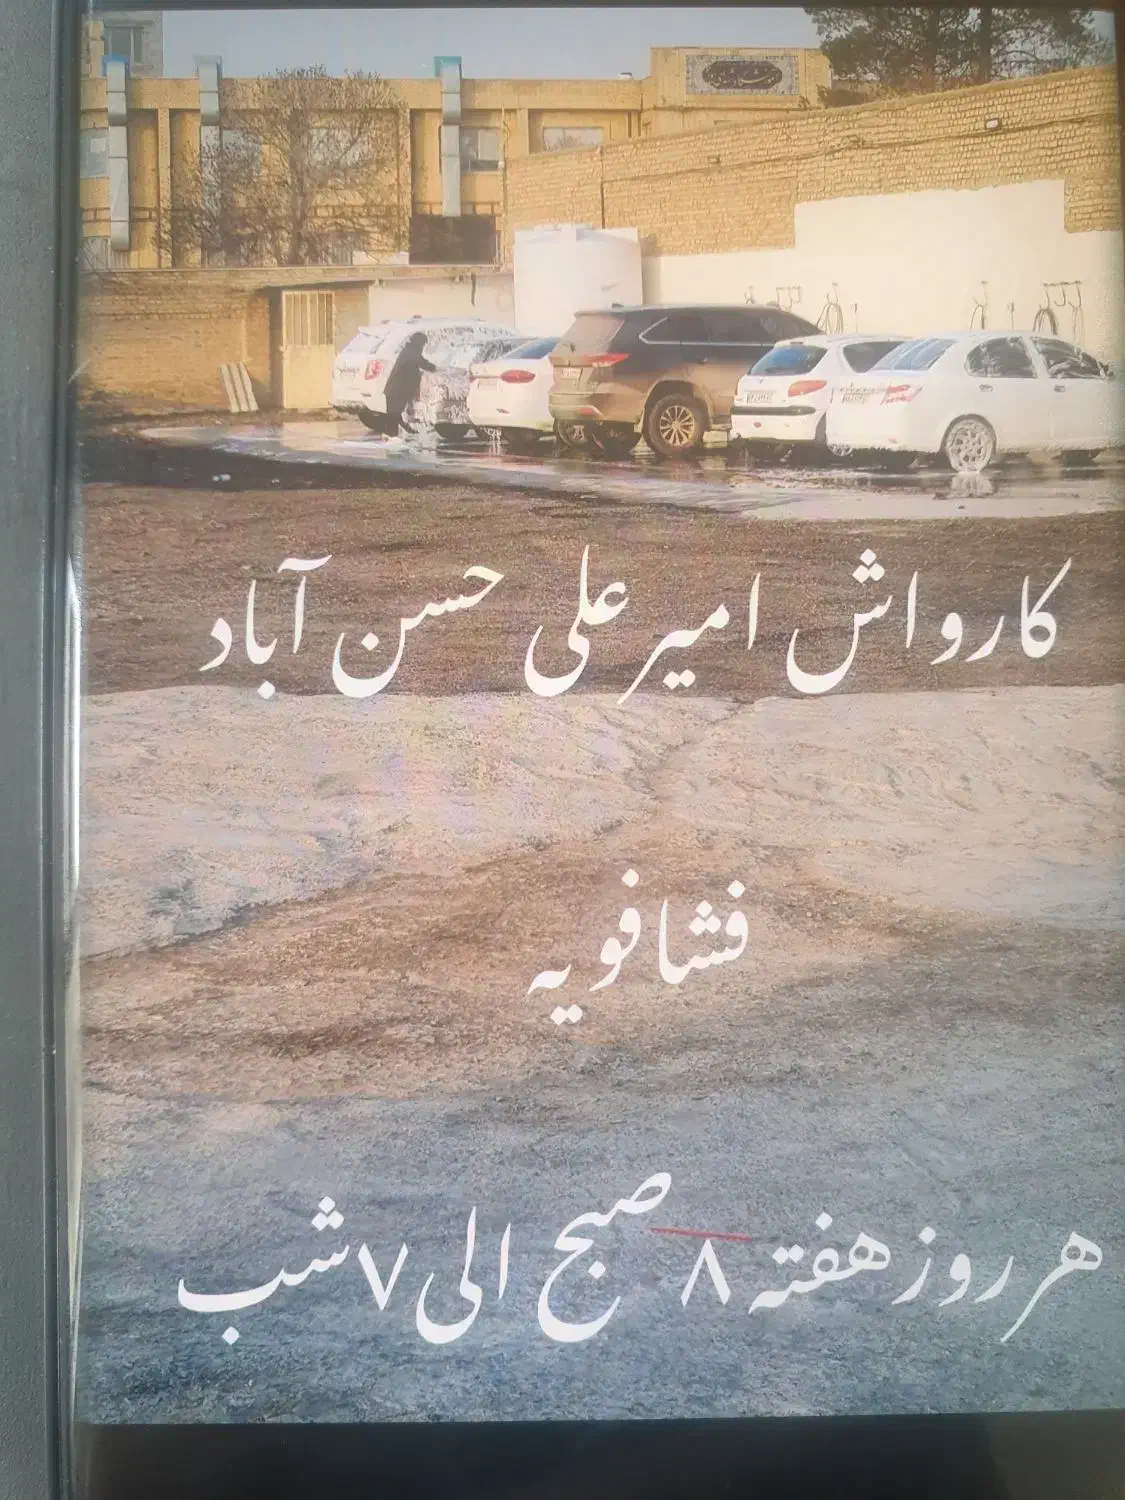 کارواش امیرعلی حسن آباد
فشافویه
هر روز هفته ۸ صبح الی ۷ شب